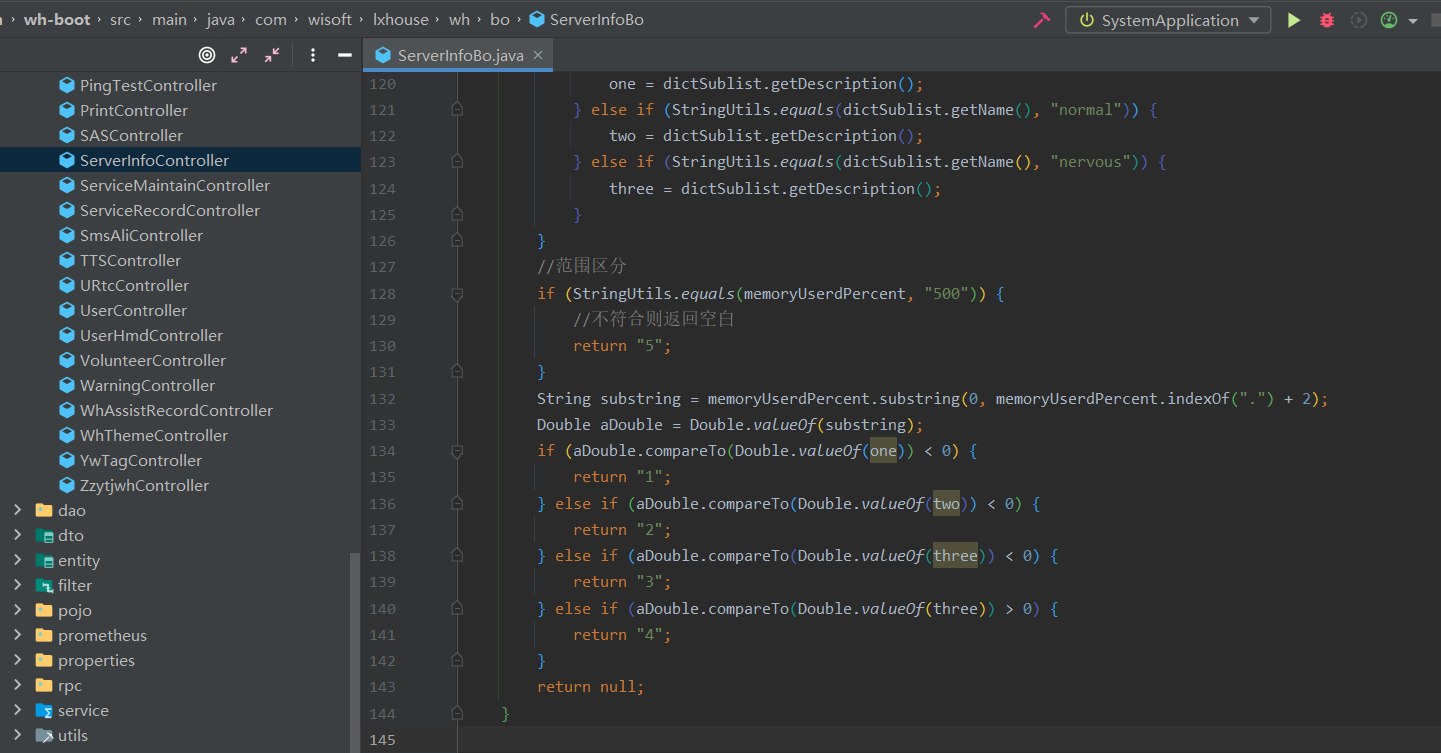 wh-boot › src › main › java › com › wisoft › lxhouse › wh › bo › ServerInfoBo
SystemApplication
ServerInfoBo.java
PingTestController
PrintController
SASController
ServerInfoController
ServiceMaintainController
ServiceRecordController
SmsAliController
TTSController
URtcController
UserController
UserHmdController
VolunteerController
WarningController
WhAssistRecordController
WhThemeController
YwTagController
ZzytjwhController
dao
dto
entity
filter
pojo
prometheus
properties
rpc
service
utils
120 one = dictSublist.getDescription();
121 } else if (StringUtils.equals(dictSublist.getName(), "normal")) {
122 two = dictSublist.getDescription();
123 } else if (StringUtils.equals(dictSublist.getName(), "nervous")) {
124 three = dictSublist.getDescription();
125 }
126 }
127 //范围区分
128 if (StringUtils.equals(memoryUserdPercent, "500")) {
129 //不符合则返回空白
130 return "5";
131 }
132 String substring = memoryUserdPercent.substring(0, memoryUserdPercent.indexOf(".") + 2);
133 Double aDouble = Double.valueOf(substring);
134 if (aDouble.compareTo(Double.valueOf(one)) < 0) {
135 return "1";
136 } else if (aDouble.compareTo(Double.valueOf(two)) < 0) {
137 return "2";
138 } else if (aDouble.compareTo(Double.valueOf(three)) < 0) {
139 return "3";
140 } else if (aDouble.compareTo(Double.valueOf(three)) > 0) {
141 return "4";
142 }
143 return null;
144 }
145